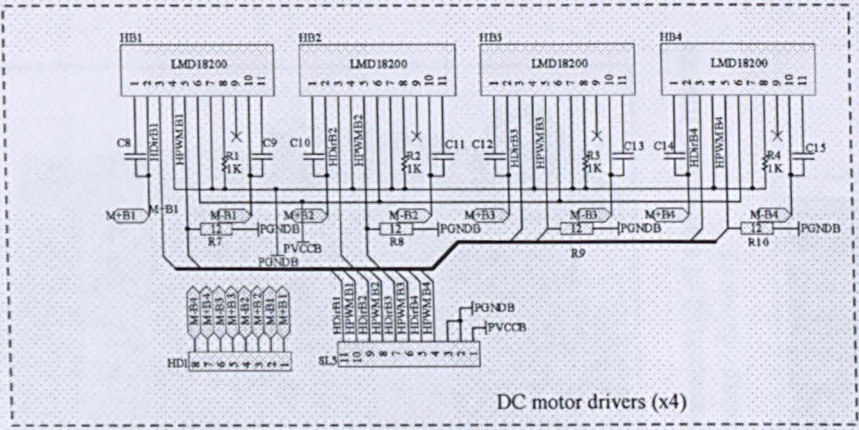 HB1 HB2 HB3 HB4
LMD18200 LMD18200 LMD18200 LMD18200
1 2 3 4 5 6 7 8 9 10 11 1 2 3 4 5 6 7 8 9 10 11 1 2 3 4 5 6 7 8 9 10 11 1 2 3 4 5 6 7 8 9 10 11
C8 HDirB1 HPWMB1 R1 1K C9 C10 HDirB2 HPWMB2 R2 1K C11 C12 HDirB3 HPWMB3 R3 1K C13 C14 HDirB4 HPWMB4 R4 1K C15
M+B1 M+B1 M-B1 M+B2 M-B2 M+B3 M-B3 M+B4 M-B4
12 PGNDB 12 PGNDB 12 PGNDB 12 PGNDB
R7 R8 R9 R10
PVCCB
PGNDB
HDirB1 HPWMB1 HDirB2 HPWMB2 HDirB3 HPWMB3 HDirB4 HPWMB4
M-B4 M+B4 M-B3 M+B3 M-B2 M+B2 M-B1 M+B1
PGNDB
PVCCB
HD1 8 7 6 5 4 3 2 1
SL5 11 10 9 8 7 6 5 4 3 2 1
DC motor drivers (x4)